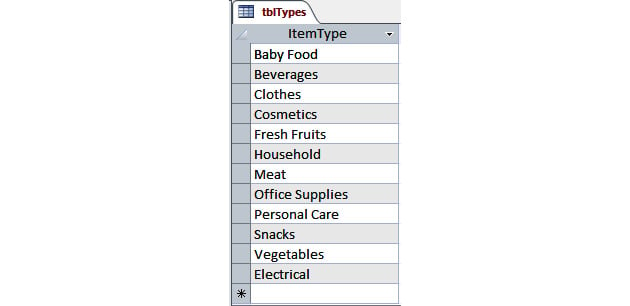 tblTypes
ItemType
Baby Food
Beverages
Clothes
Cosmetics
Fresh Fruits
Household
Meat
Office Supplies
Personal Care
Snacks
Vegetables
Electrical